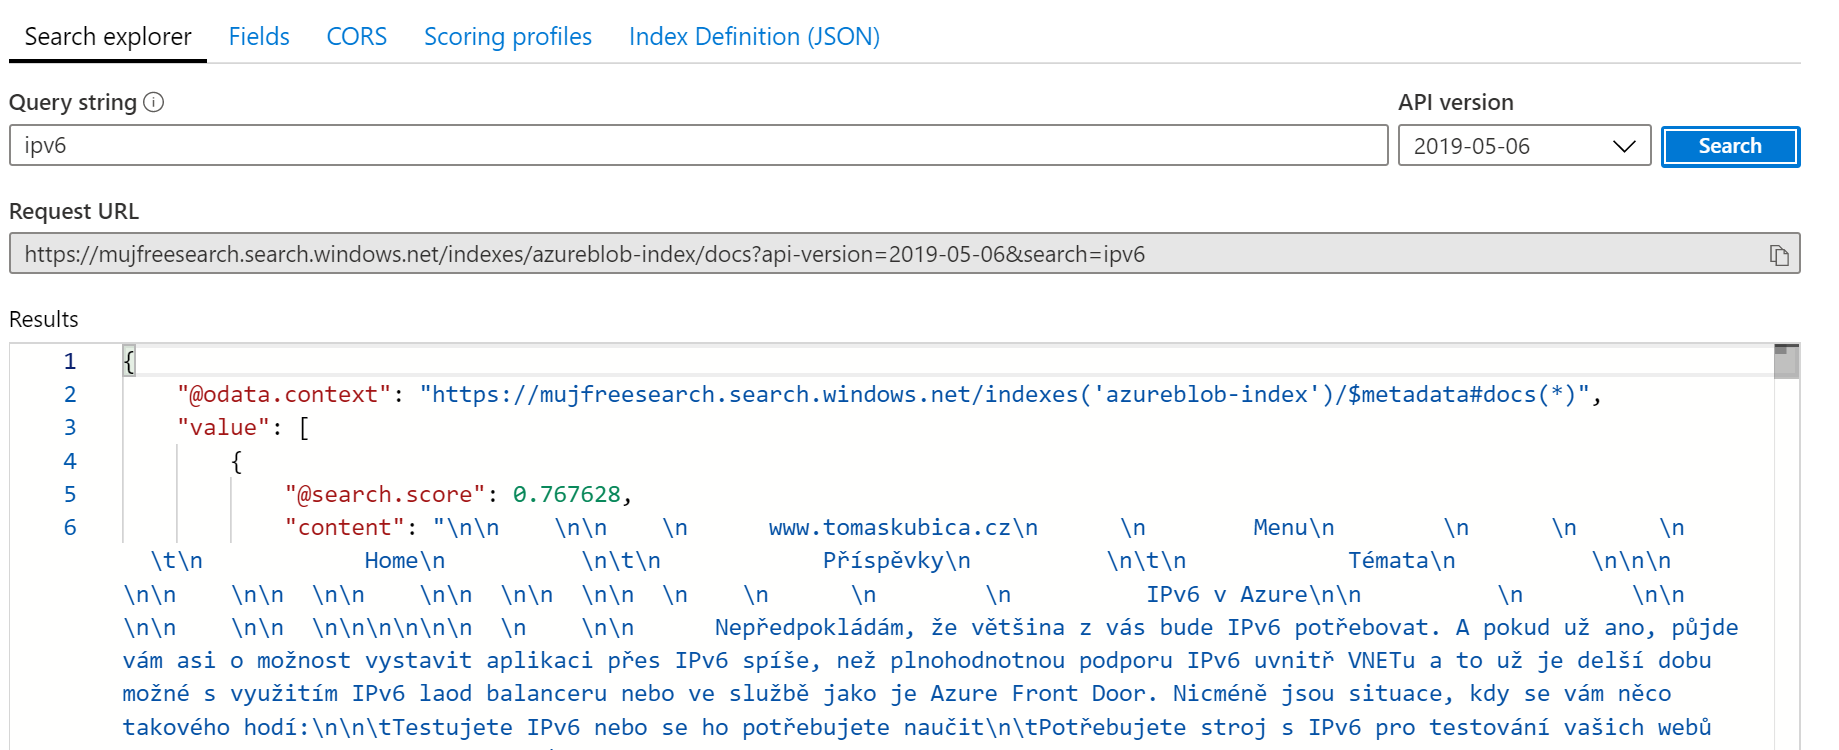 Search explorer Fields CORS Scoring profiles Index Definition (JSON)
Query string API version
ipv6 2019-05-06 Search
Request URL
https://mujfreesearch.search.windows.net/indexes/azureblob-index/docs?api-version=2019-05-06&search=ipv6
Results
1 {
2 "@odata.context": "https://mujfreesearch.search.windows.net/indexes('azureblob-index')/$metadata#docs(*)",
3 "value": [
4 {
5 "@search.score": 0.767628,
6 "content": "\n\n \n\n \n www.tomaskubica.cz\n \n Menu\n \n \n \n
\t\n Home\n \n\t\n Příspěvky\n \n\t\n Témata\n \n\n\n
\n\n \n\n \n\n \n\n \n\n \n\n \n \n \n \n IPv6 v Azure\n\n \n \n\n
\n\n \n\n \n\n\n\n\n\n \n \n\n Nepředpokládám, že většina z vás bude IPv6 potřebovat. A pokud už ano, půjde
vám asi o možnost vystavit aplikaci přes IPv6 spíše, než plnohodnotnou podporu IPv6 uvnitř VNETu a to už je delší dobu
možné s využitím IPv6 laod balanceru nebo ve službě jako je Azure Front Door. Nicméně jsou situace, kdy se vám něco
takového hodí:\n\n\tTestujete IPv6 nebo se ho potřebujete naučit\n\tPotřebujete stroj s IPv6 pro testování vašich webů